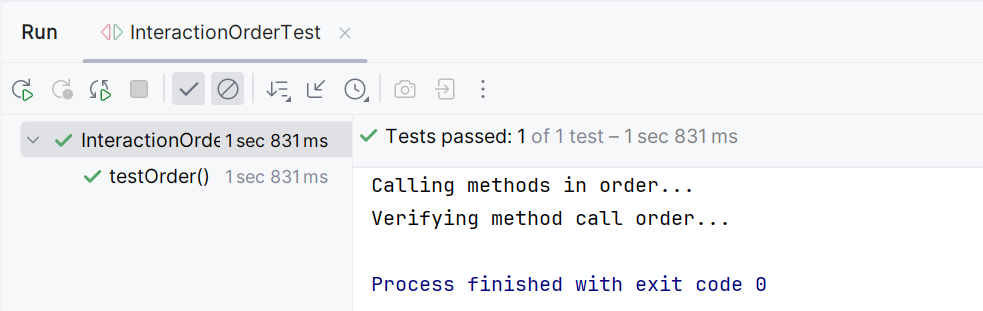 Run InteractionOrderTest
InteractionOrde 1 sec 831 ms
testOrder() 1 sec 831 ms
Tests passed: 1 of 1 test – 1 sec 831 ms
Calling methods in order...
Verifying method call order...
Process finished with exit code 0